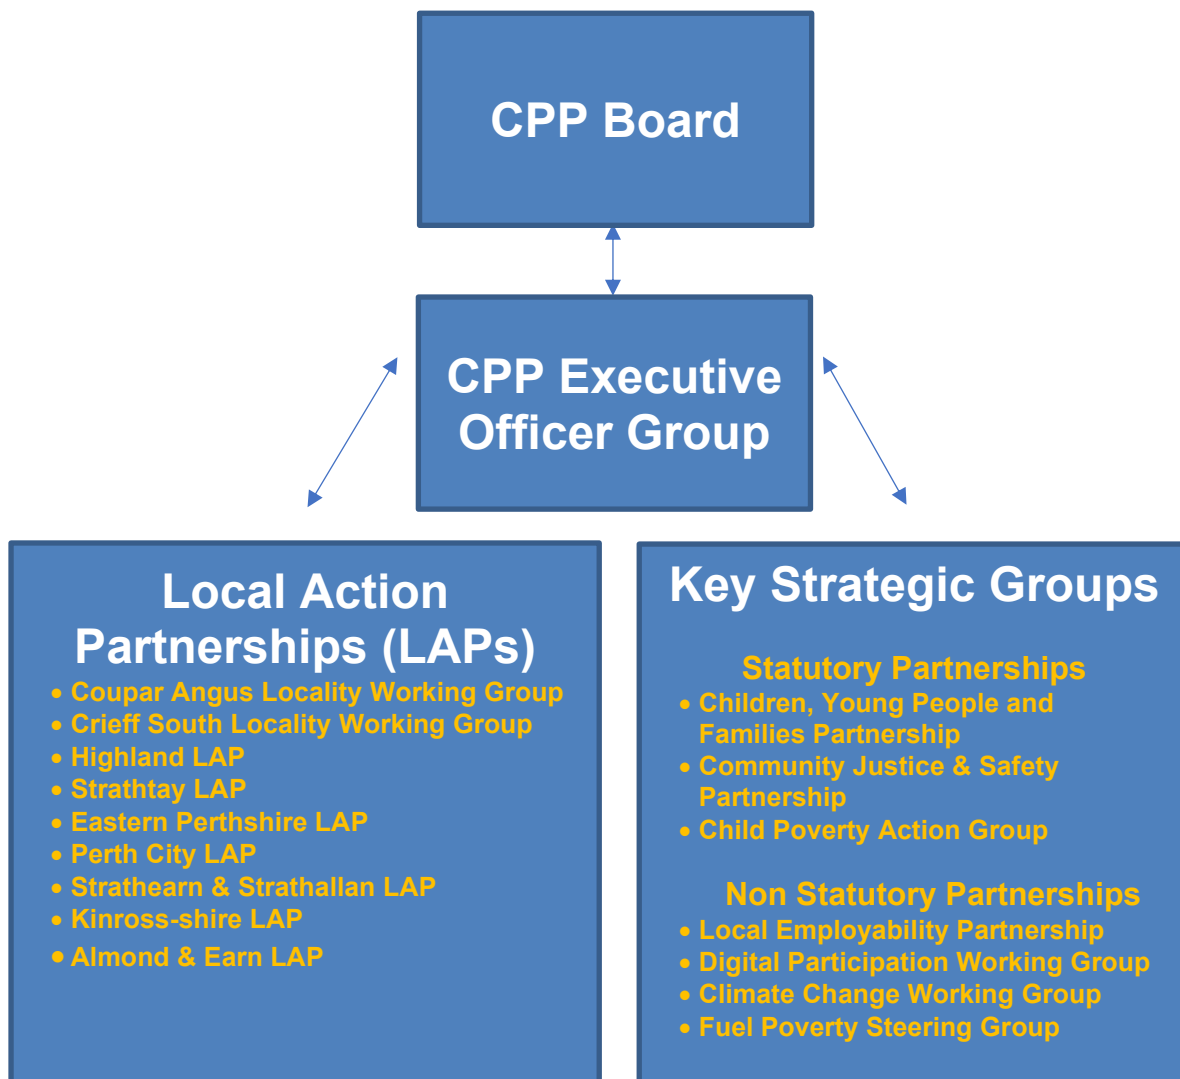 CPP Board
CPP Executive
Officer Group
Local Action
Partnerships (LAPs)
• Coupar Angus Locality Working Group
• Crieff South Locality Working Group
• Highland LAP
• Strathtay LAP
• Eastern Perthshire LAP
• Perth City LAP
• Strathearn & Strathallan LAP
• Kinross-shire LAP
• Almond & Earn LAP
Key Strategic Groups
Statutory Partnerships
• Children, Young People and
Families Partnership
• Community Justice & Safety
Partnership
• Child Poverty Action Group
Non Statutory Partnerships
• Local Employability Partnership
• Digital Participation Working Group
• Climate Change Working Group
• Fuel Poverty Steering Group